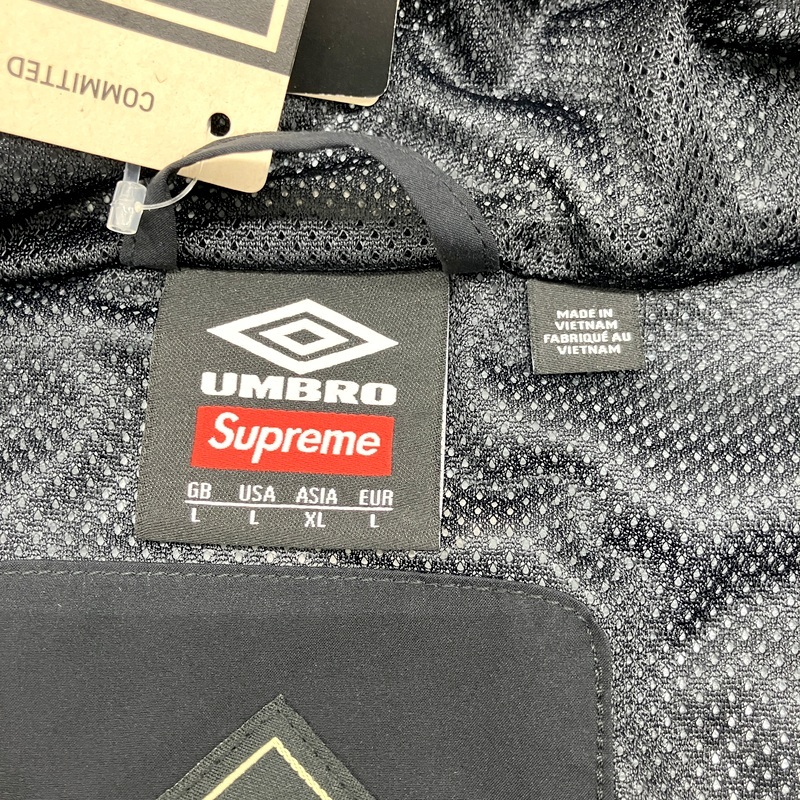 COMMITTED
UMBRO
Supreme
GB USA ASIA EUR
L L XL L
MADE IN
VIETNAM
FABRIQUÉ AU
VIETNAM